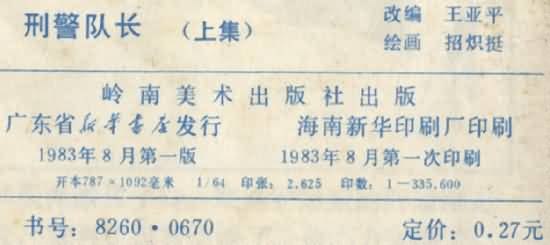 刑警队长 （上集）
改编 王亚平
绘画 招炽挺
岭南美术出版社出版
广东省新华书店发行 海南新华印刷厂印刷
1983年8月第一版 1983年8月第一次印刷
开本787×1092毫米 1/64 印张：2.625 印数：1—335,600
书号：8260·0670 定价：0.27元